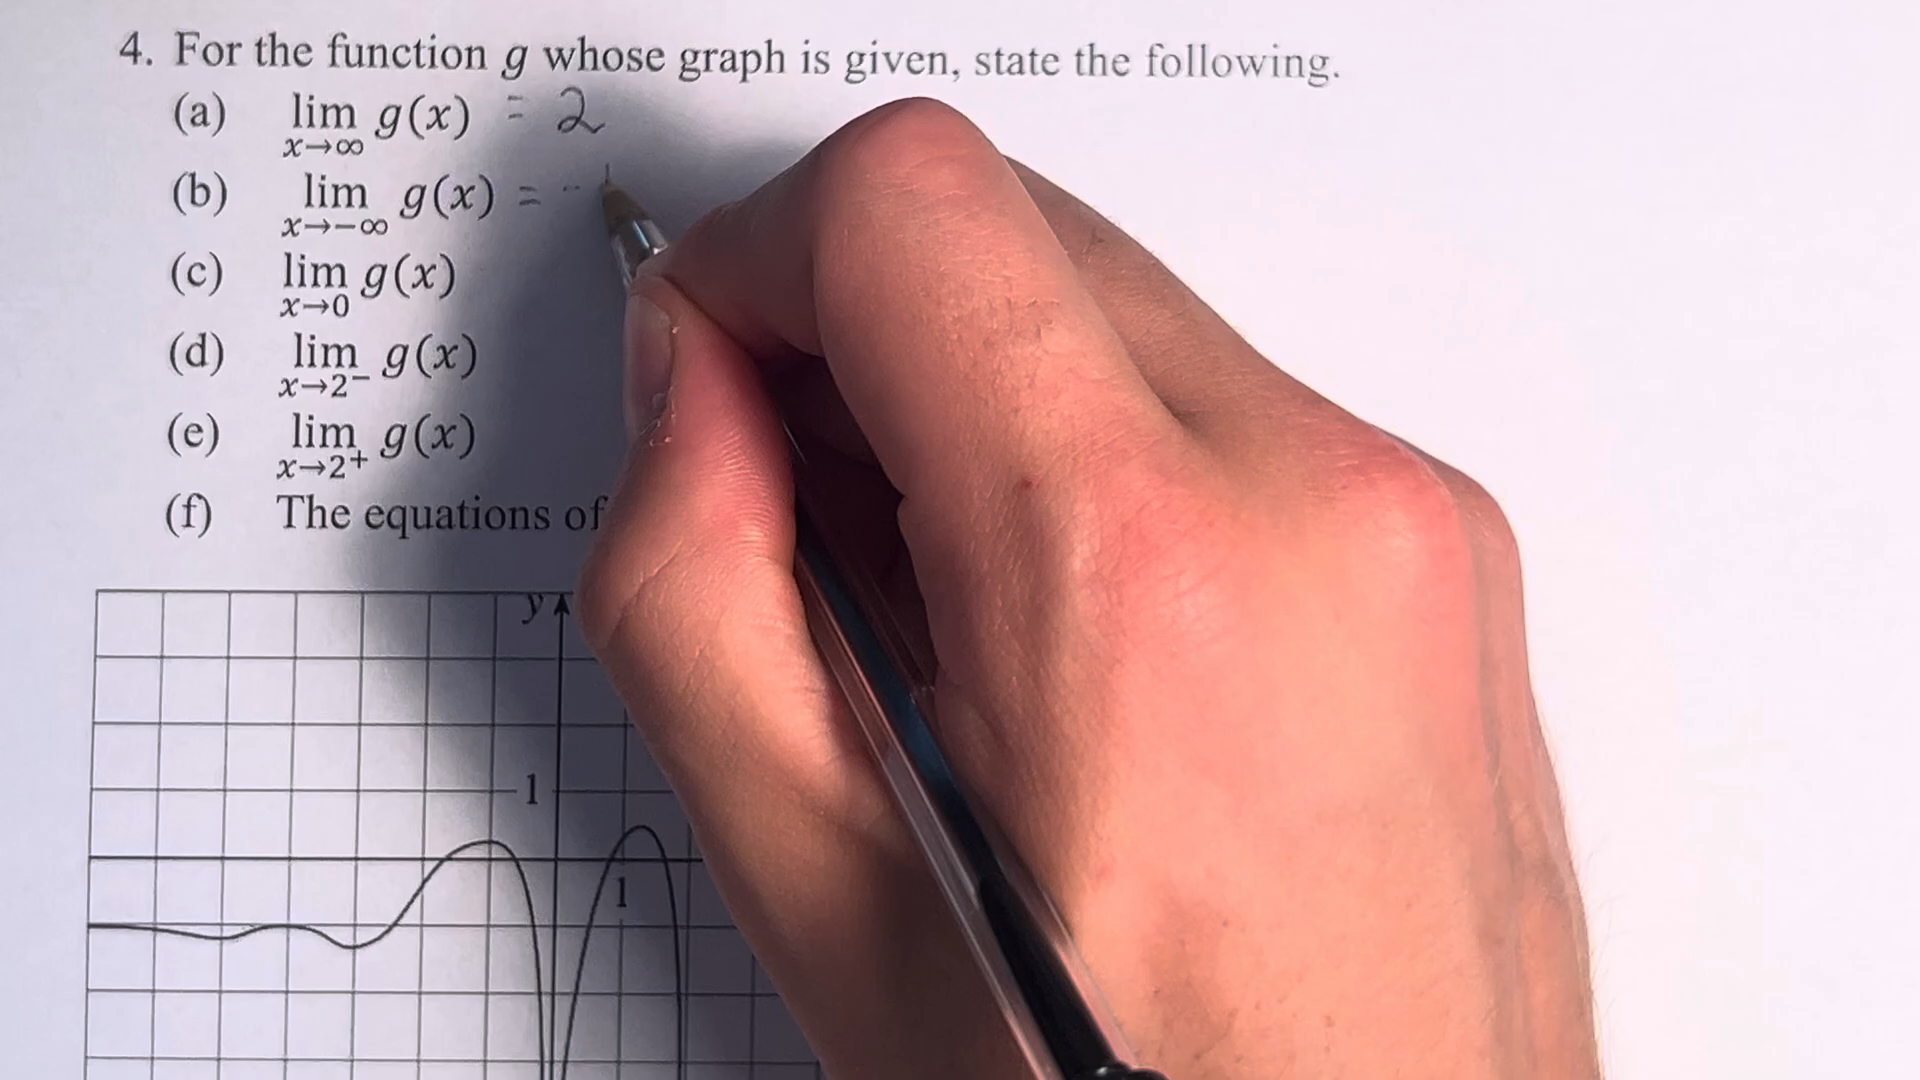 4. For the function g whose graph is given, state the following.
(a) lim x→∞ g(x) = 2
(b) lim x→−∞ g(x) = -
(c) lim x→0 g(x)
(d) lim x→2⁻ g(x)
(e) lim x→2⁺ g(x)
(f) The equations of
y
1
1